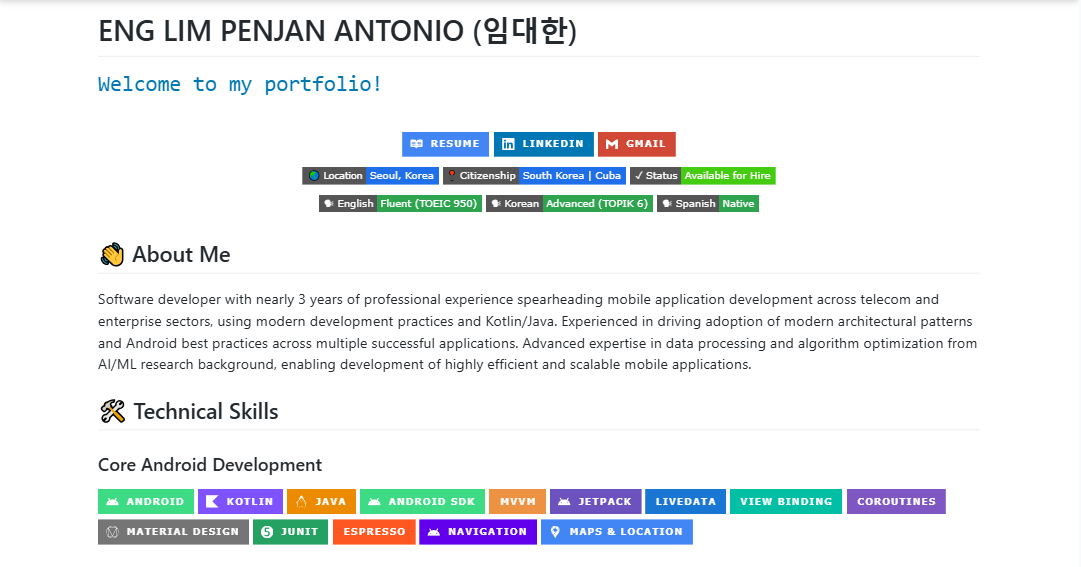 ENG LIM PENJAN ANTONIO (임대한)
Welcome to my portfolio!
RESUME LINKEDIN GMAIL
Location Seoul, Korea Citizenship South Korea | Cuba ✓ Status Available for Hire
English Fluent (TOEIC 950) Korean Advanced (TOPIK 6) Spanish Native
About Me
Software developer with nearly 3 years of professional experience spearheading mobile application development across telecom and
enterprise sectors, using modern development practices and Kotlin/Java. Experienced in driving adoption of modern architectural patterns
and Android best practices across multiple successful applications. Advanced expertise in data processing and algorithm optimization from
AI/ML research background, enabling development of highly efficient and scalable mobile applications.
Technical Skills
Core Android Development
ANDROID KOTLIN JAVA ANDROID SDK MVVM JETPACK LIVEDATA VIEW BINDING COROUTINES
MATERIAL DESIGN JUNIT ESPRESSO NAVIGATION MAPS & LOCATION